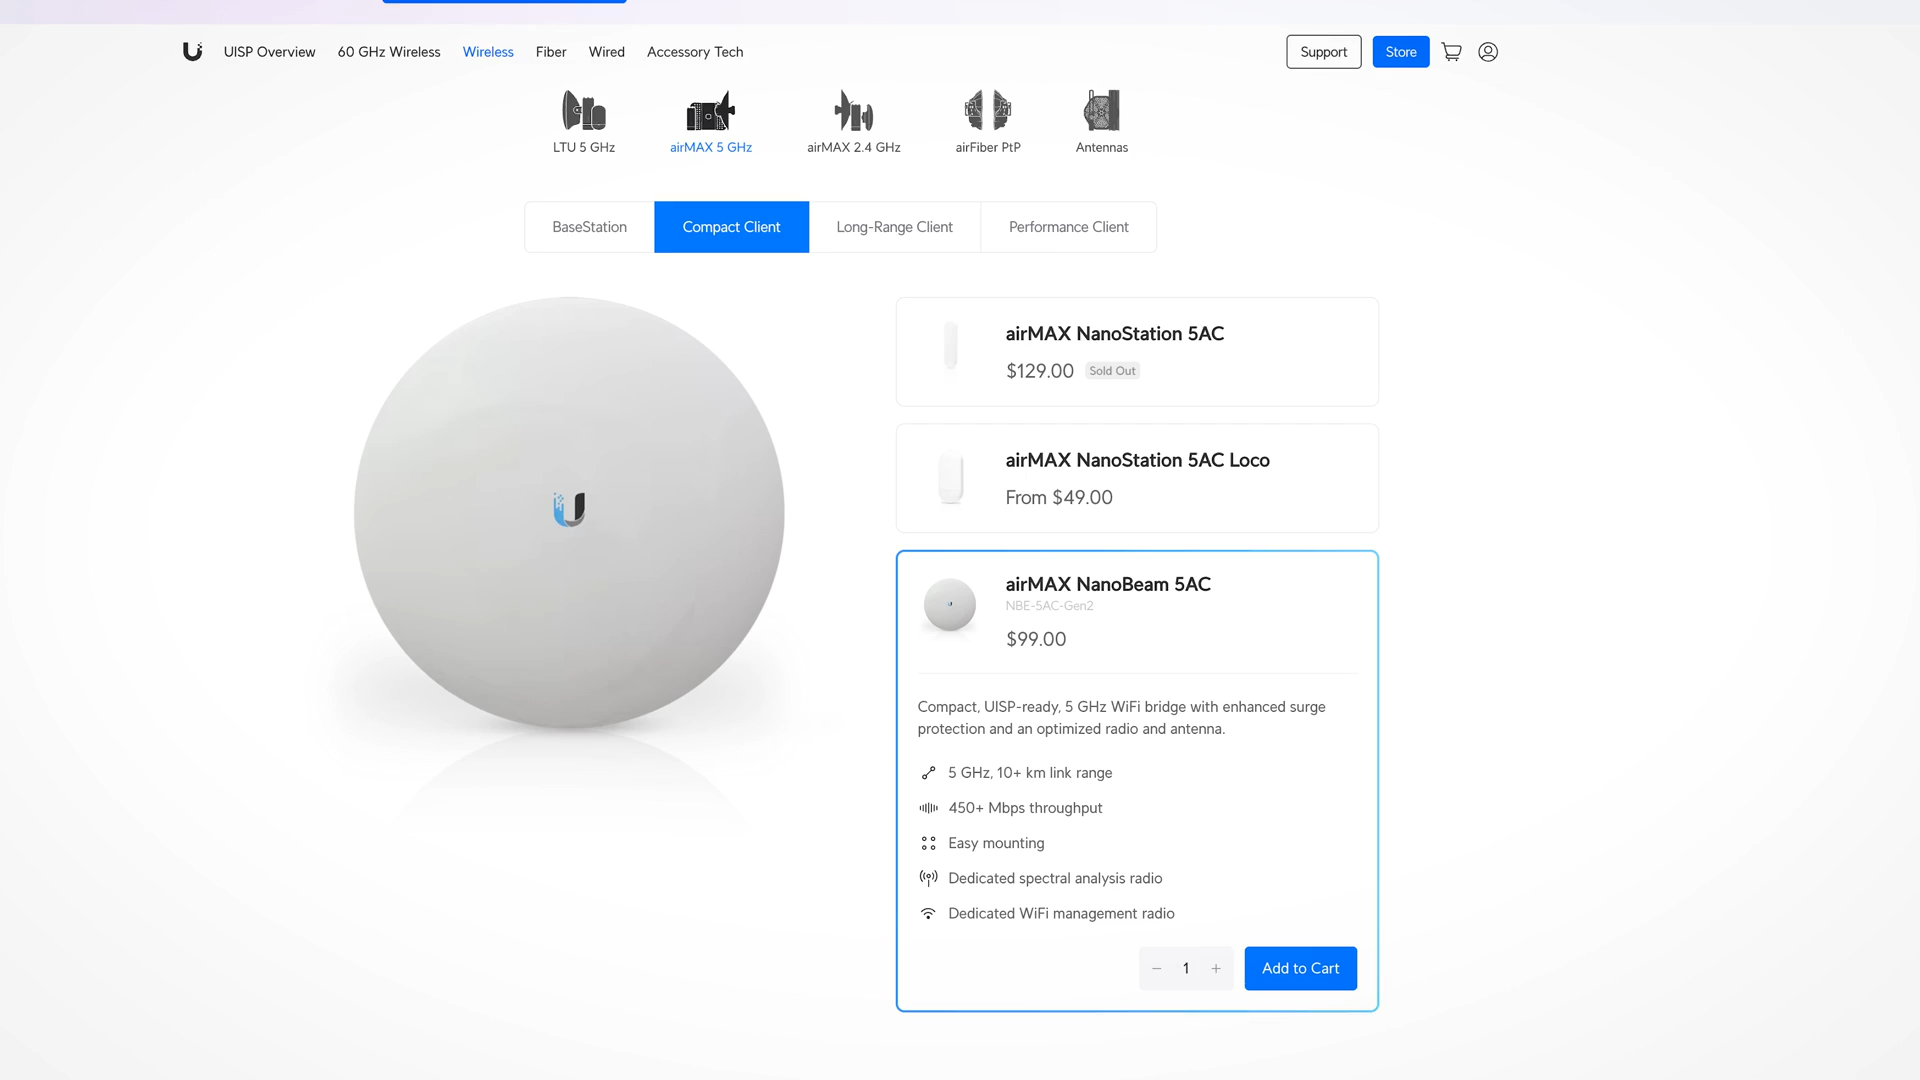 UISP Overview
60 GHz Wireless
Wireless
Fiber
Wired
Accessory Tech
Support
Store
LTU 5 GHz
airMAX 5 GHz
airMAX 2.4 GHz
airFiber PtP
Antennas
BaseStation
Compact Client
Long-Range Client
Performance Client
airMAX NanoStation 5AC
$129.00 Sold Out
airMAX NanoStation 5AC Loco
From $49.00
airMAX NanoBeam 5AC
NBE-5AC-Gen2
$99.00
Compact, UISP-ready, 5 GHz WiFi bridge with enhanced surge
protection and an optimized radio and antenna.
5 GHz, 10+ km link range
450+ Mbps throughput
Easy mounting
Dedicated spectral analysis radio
Dedicated WiFi management radio
− 1 +
Add to Cart